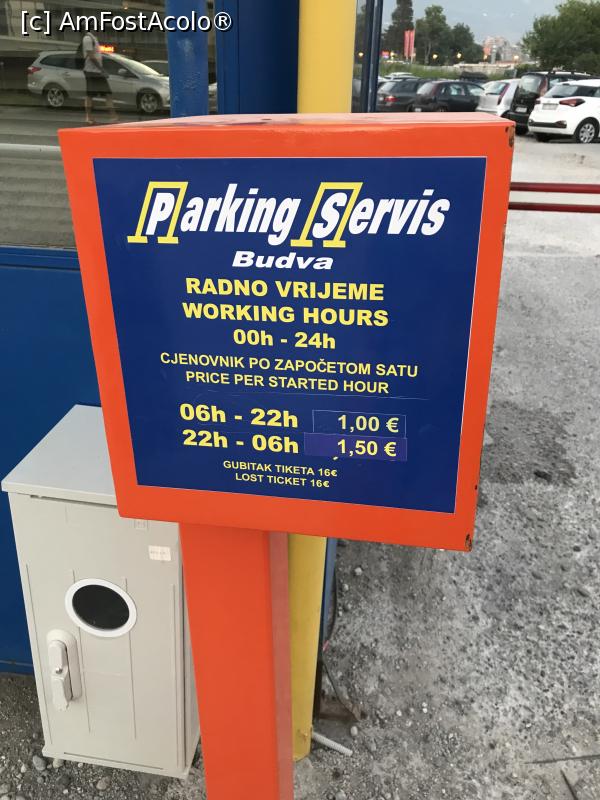 [c] AmFostAcolo®
Parking Servis
Budva
RADNO VRIJEME
WORKING HOURS
00h - 24h
CJENOVNIK PO ZAPOČETOM SATU
PRICE PER STARTED HOUR
06h - 22h 1,00 €
22h - 06h 1,50 €
GUBITAK TIKETA 16€
LOST TICKET 16€